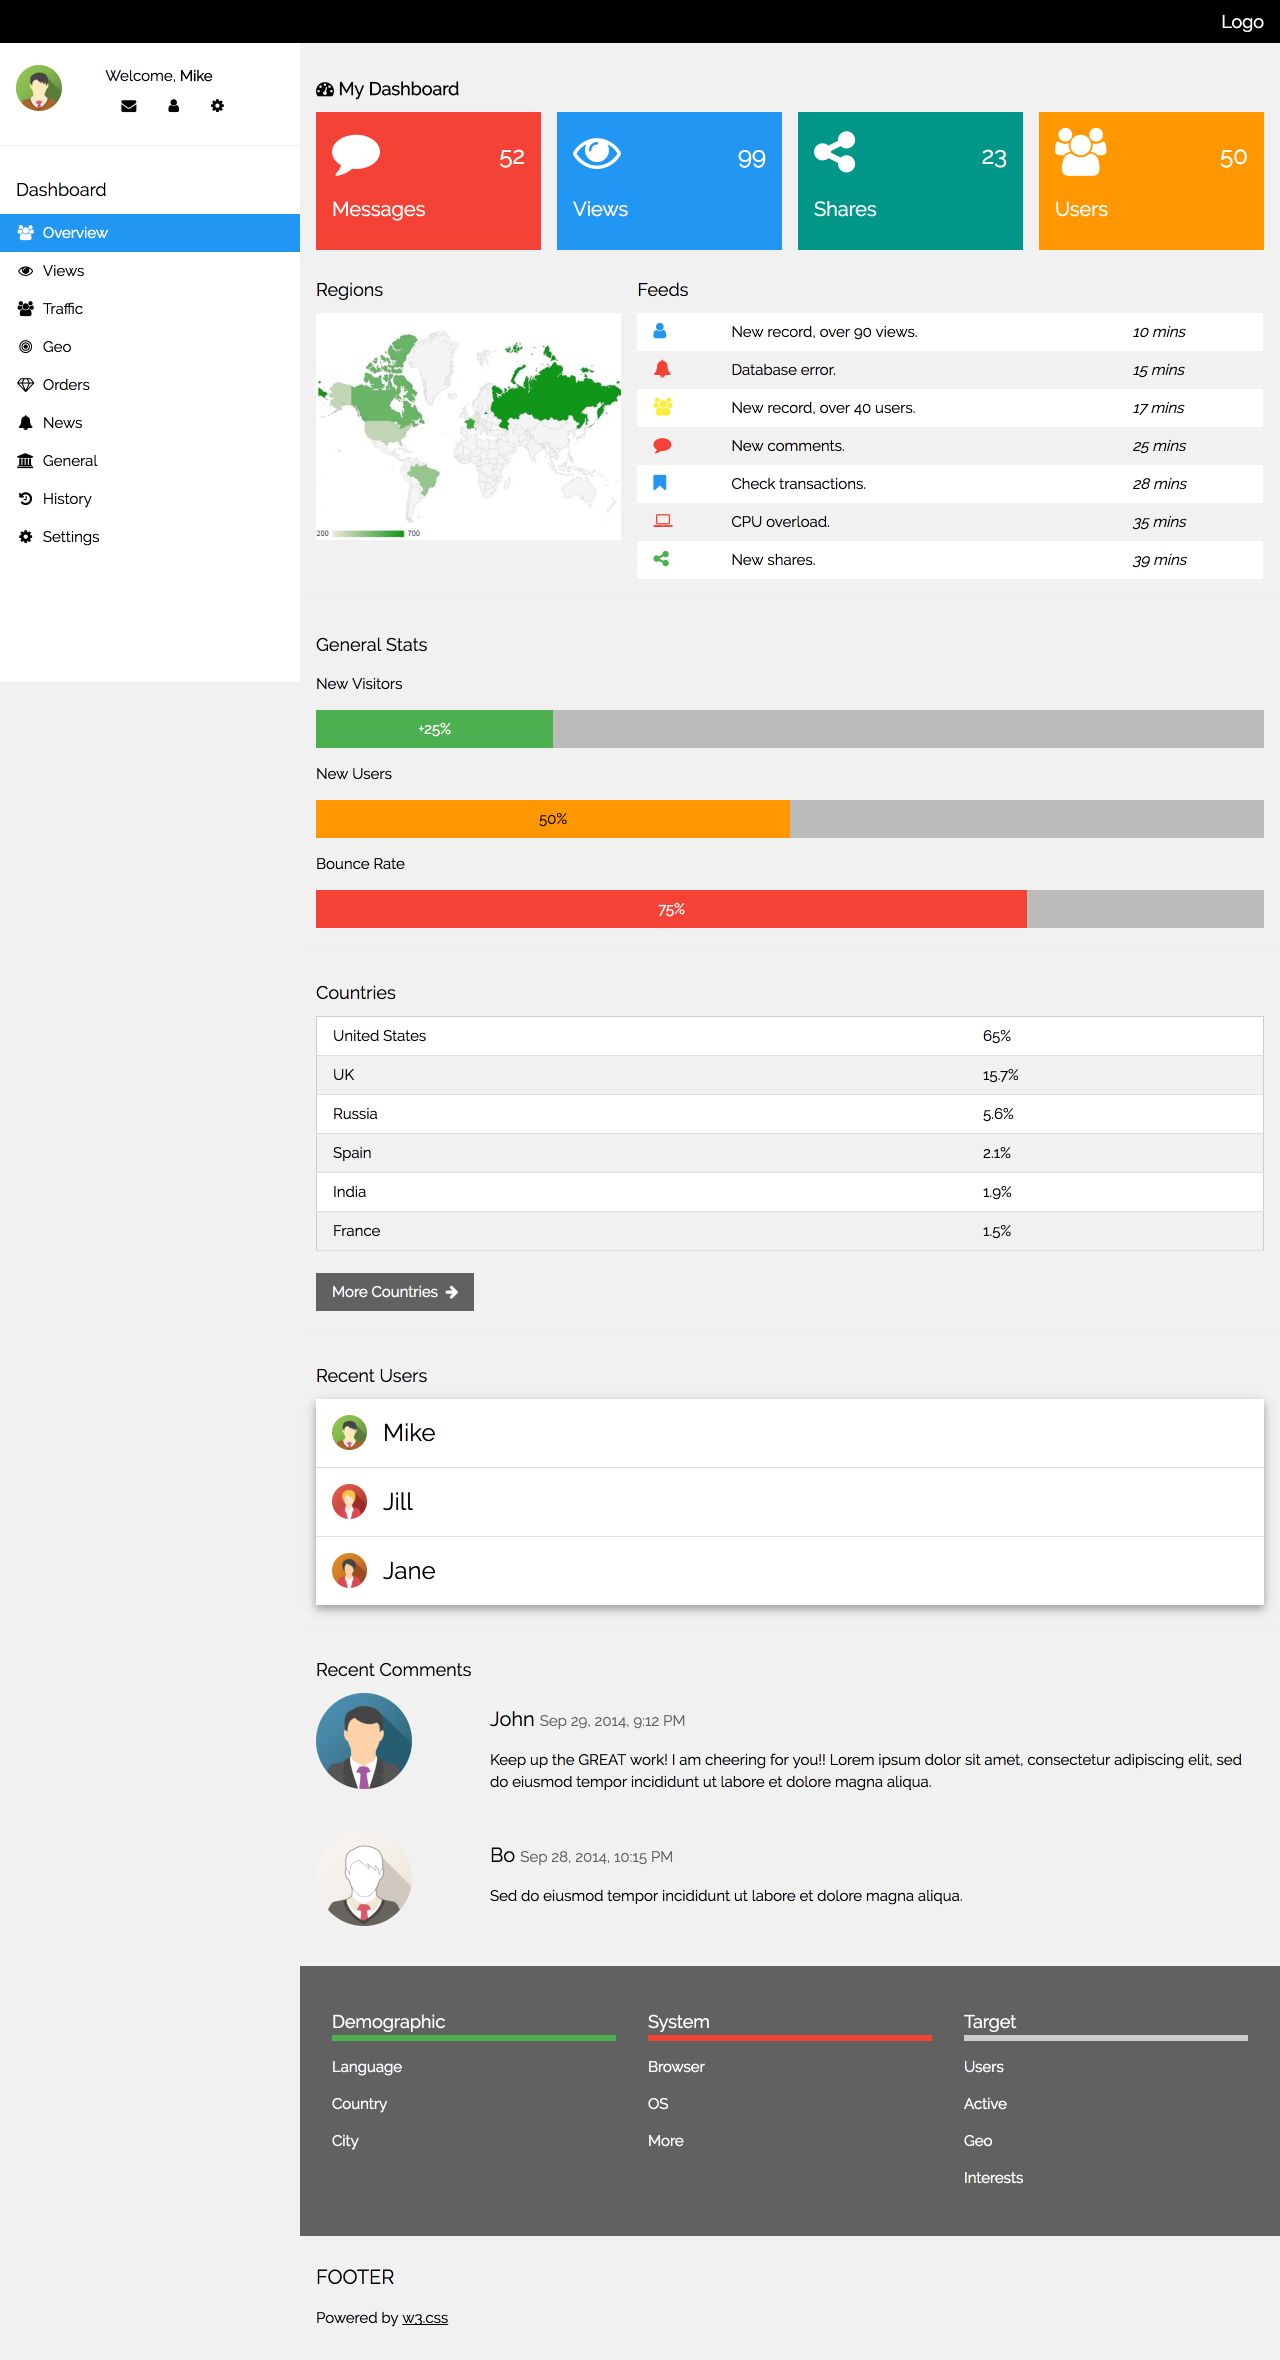 Logo
Welcome, Mike
Dashboard
Overview
Views
Traffic
Geo
Orders
News
General
History
Settings
My Dashboard
52
Messages
99
Views
23
Shares
50
Users
Regions
200 700
Feeds
New record, over 90 views. 10 mins
Database error. 15 mins
New record, over 40 users. 17 mins
New comments. 25 mins
Check transactions. 28 mins
CPU overload. 35 mins
New shares. 39 mins
General Stats
New Visitors
+25%
New Users
50%
Bounce Rate
75%
Countries
United States 65%
UK 15.7%
Russia 5.6%
Spain 2.1%
India 1.9%
France 1.5%
More Countries
Recent Users
Mike
Jill
Jane
Recent Comments
John Sep 29, 2014, 9:12 PM
Keep up the GREAT work! I am cheering for you!! Lorem ipsum dolor sit amet, consectetur adipiscing elit, sed
do eiusmod tempor incididunt ut labore et dolore magna aliqua.
Bo Sep 28, 2014, 10:15 PM
Sed do eiusmod tempor incididunt ut labore et dolore magna aliqua.
Demographic
Language
Country
City
System
Browser
OS
More
Target
Users
Active
Geo
Interests
FOOTER
Powered by w3.css